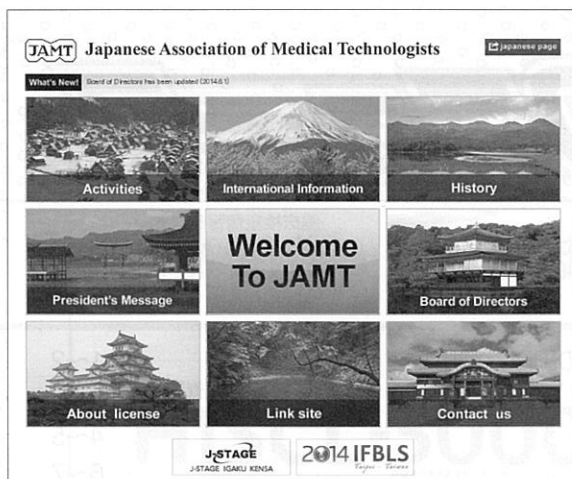 JAMT Japanese Association of Medical Technologists
japanese page
What's New! Board of Directors has been updated (2014.6.1)
Activities
International Information
History
President's Message
Welcome
To JAMT
Board of Directors
About license
Link site
Contact us
J-STAGE
J-STAGE IGAKU KENSA
2014 IFBLS
Taipei - Taiwan